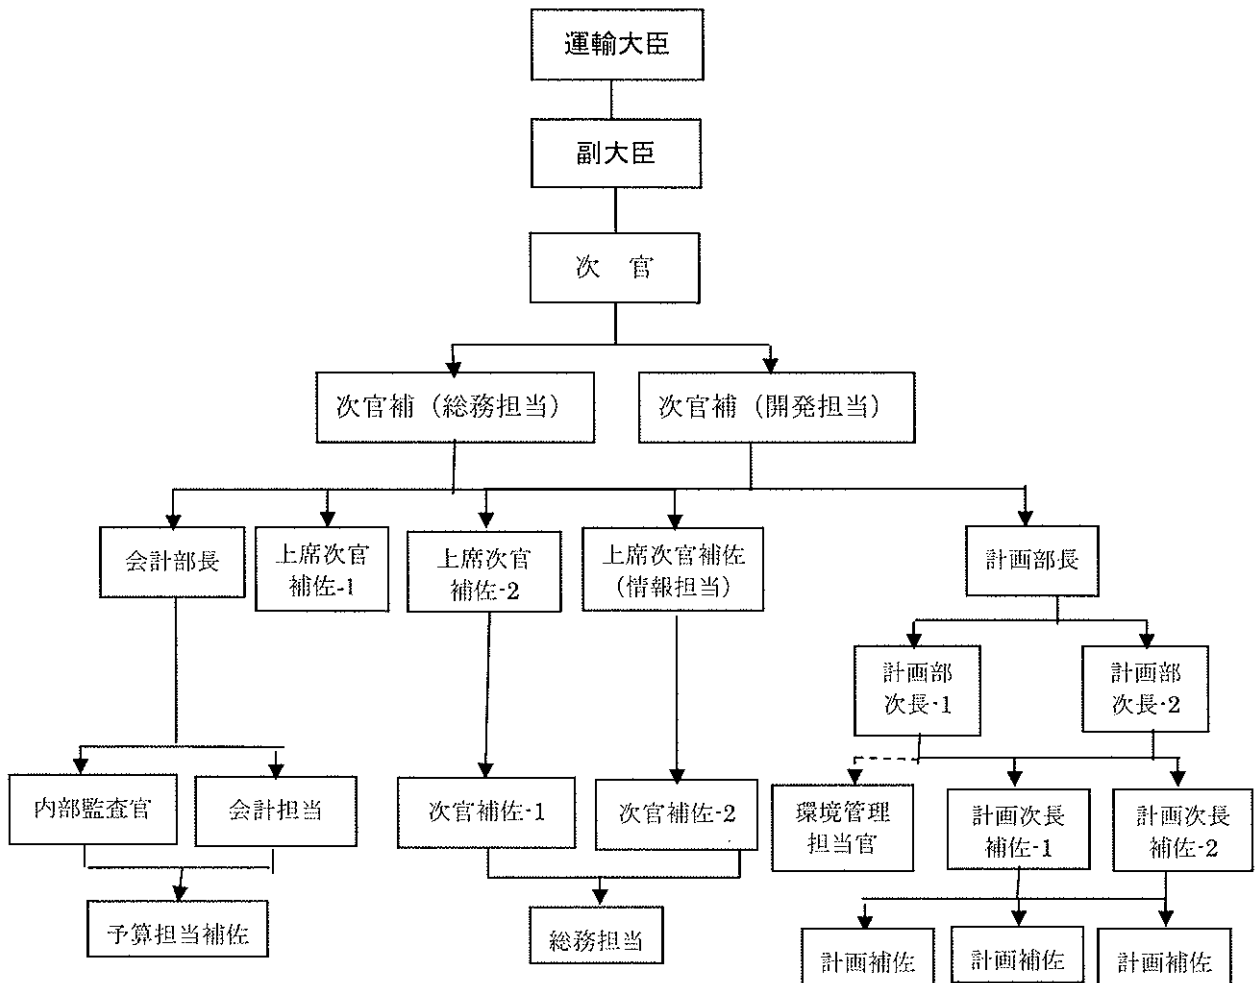 運輸大臣
副大臣
次　官
次官補（総務担当）
次官補（開発担当）
会計部長
上席次官
補佐-1
上席次官
補佐-2
上席次官補佐
（情報担当）
計画部長
計画部
次長-1
計画部
次長-2
内部監査官
会計担当
次官補佐-1
次官補佐-2
環境管理
担当官
計画次長
補佐-1
計画次長
補佐-2
予算担当補佐
総務担当
計画補佐
計画補佐
計画補佐